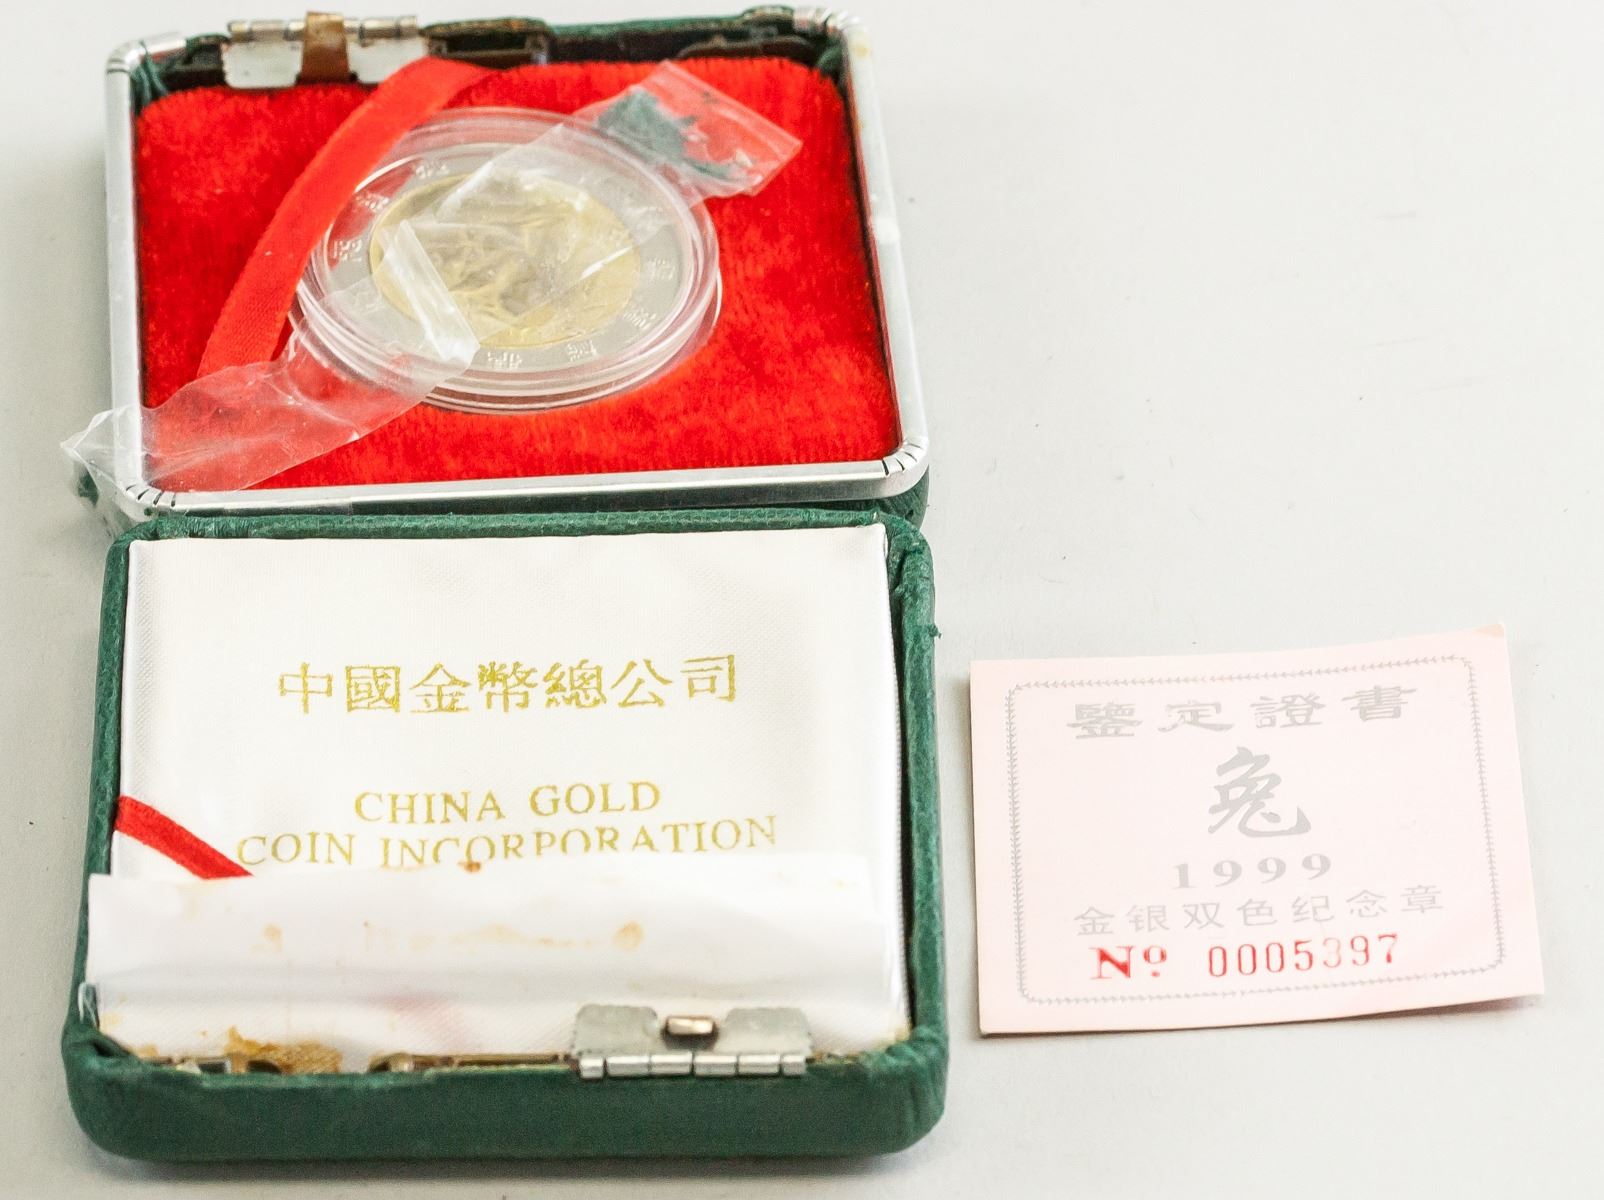 中國金幣總公司
CHINA GOLD
COIN INCORPORATION
鑒定證書
兔
1999
金银双色纪念章
Nº 0005397